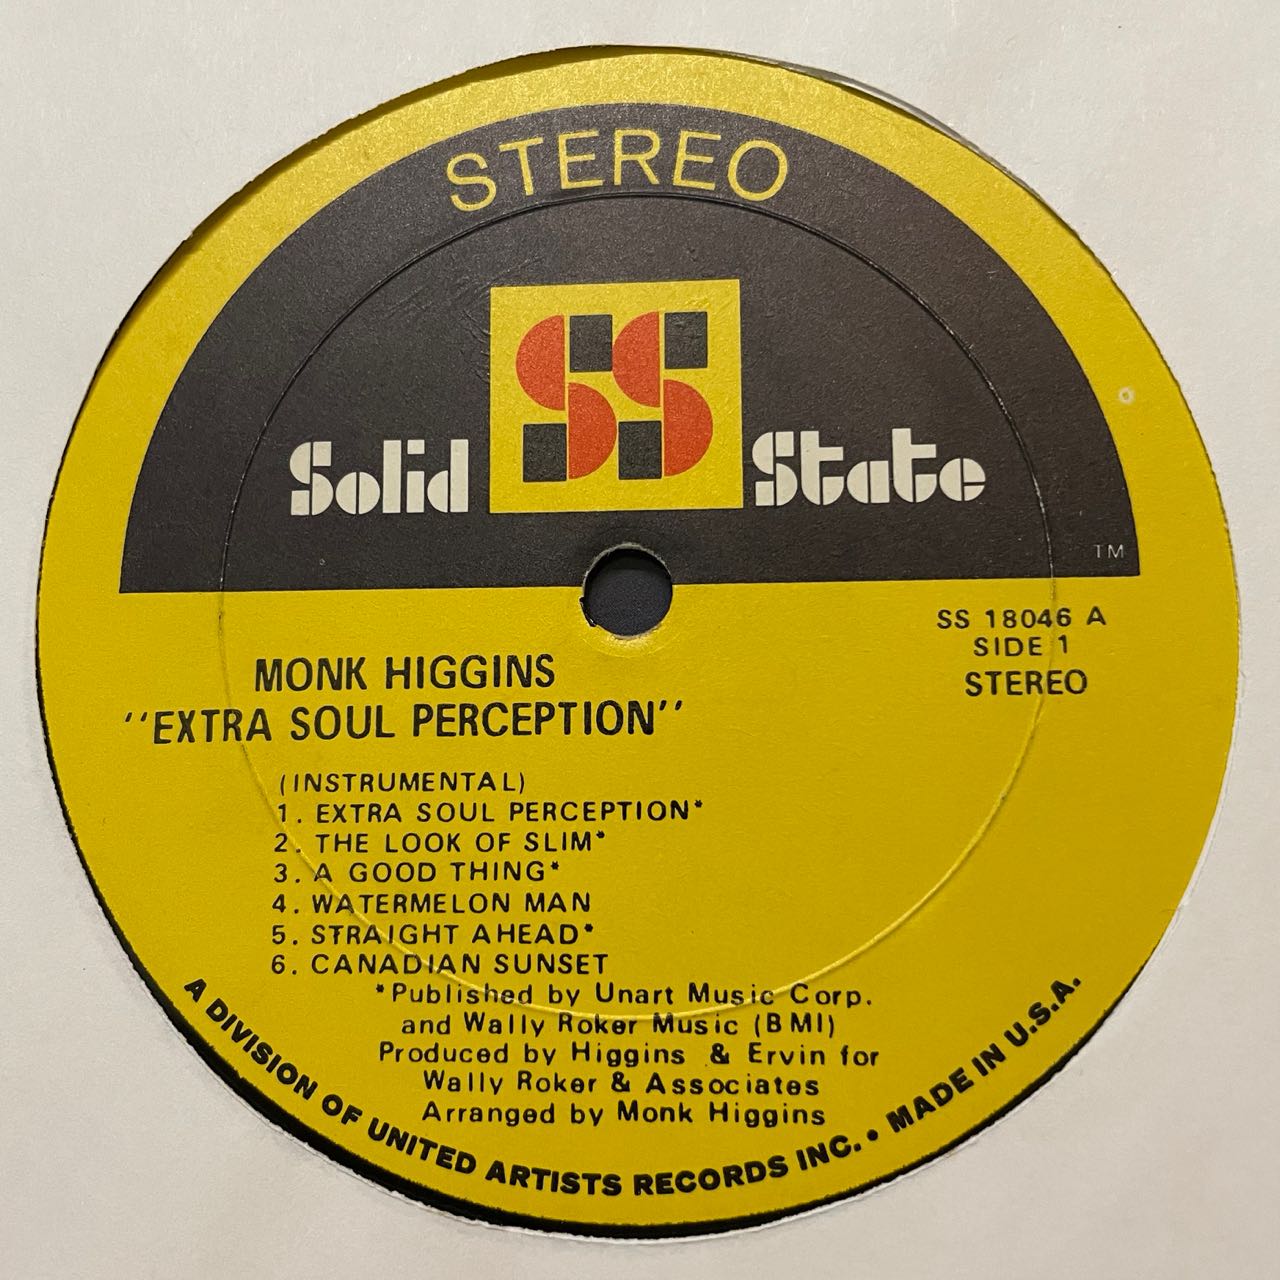 STEREO
SS
Solid State
TM
SS 18046 A
SIDE 1
STEREO
MONK HIGGINS
"EXTRA SOUL PERCEPTION"
(INSTRUMENTAL)
1. EXTRA SOUL PERCEPTION*
2. THE LOOK OF SLIM*
3. A GOOD THING*
4. WATERMELON MAN
5. STRAIGHT AHEAD*
6. CANADIAN SUNSET
*Published by Unart Music Corp.
and Wally Roker Music (BMI)
Produced by Higgins & Ervin for
Wally Roker & Associates
Arranged by Monk Higgins
A DIVISION OF UNITED ARTISTS RECORDS INC. • MADE IN U.S.A.